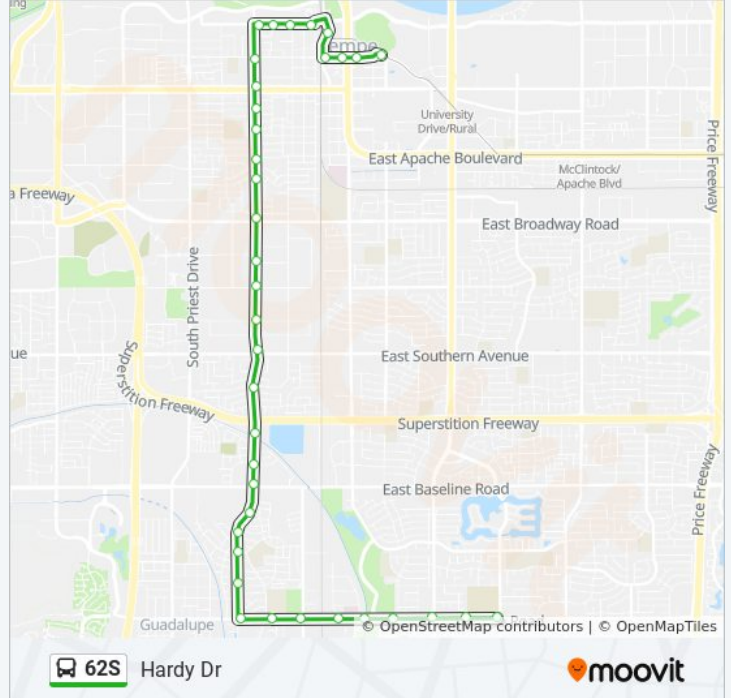 ing
empe
University
Drive/Rural
East Apache Boulevard
McClintock/
Apache Blvd
Price Freeway
a Freeway
East Broadway Road
South Priest Drive
ue
East Southern Avenue
Superstition Freeway
Superstition Freeway
East Baseline Road
Price Freeway
Guadalupe
© OpenStreetMap contributors | © OpenMapTiles
62S Hardy Dr
moovit